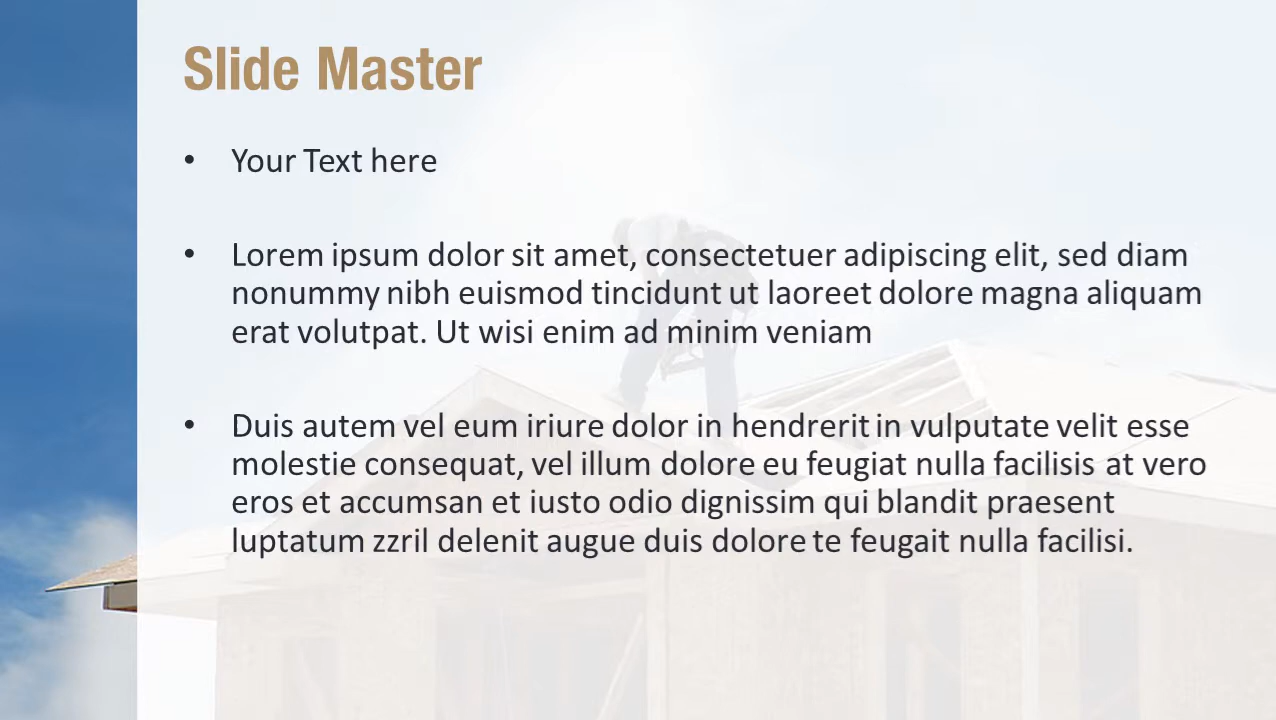 Slide Master
• Your Text here
• Lorem ipsum dolor sit amet, consectetuer adipiscing elit, sed diam
nonummy nibh euismod tincidunt ut laoreet dolore magna aliquam
erat volutpat. Ut wisi enim ad minim veniam
• Duis autem vel eum iriure dolor in hendrerit in vulputate velit esse
molestie consequat, vel illum dolore eu feugiat nulla facilisis at vero
eros et accumsan et iusto odio dignissim qui blandit praesent
luptatum zzril delenit augue duis dolore te feugait nulla facilisi.